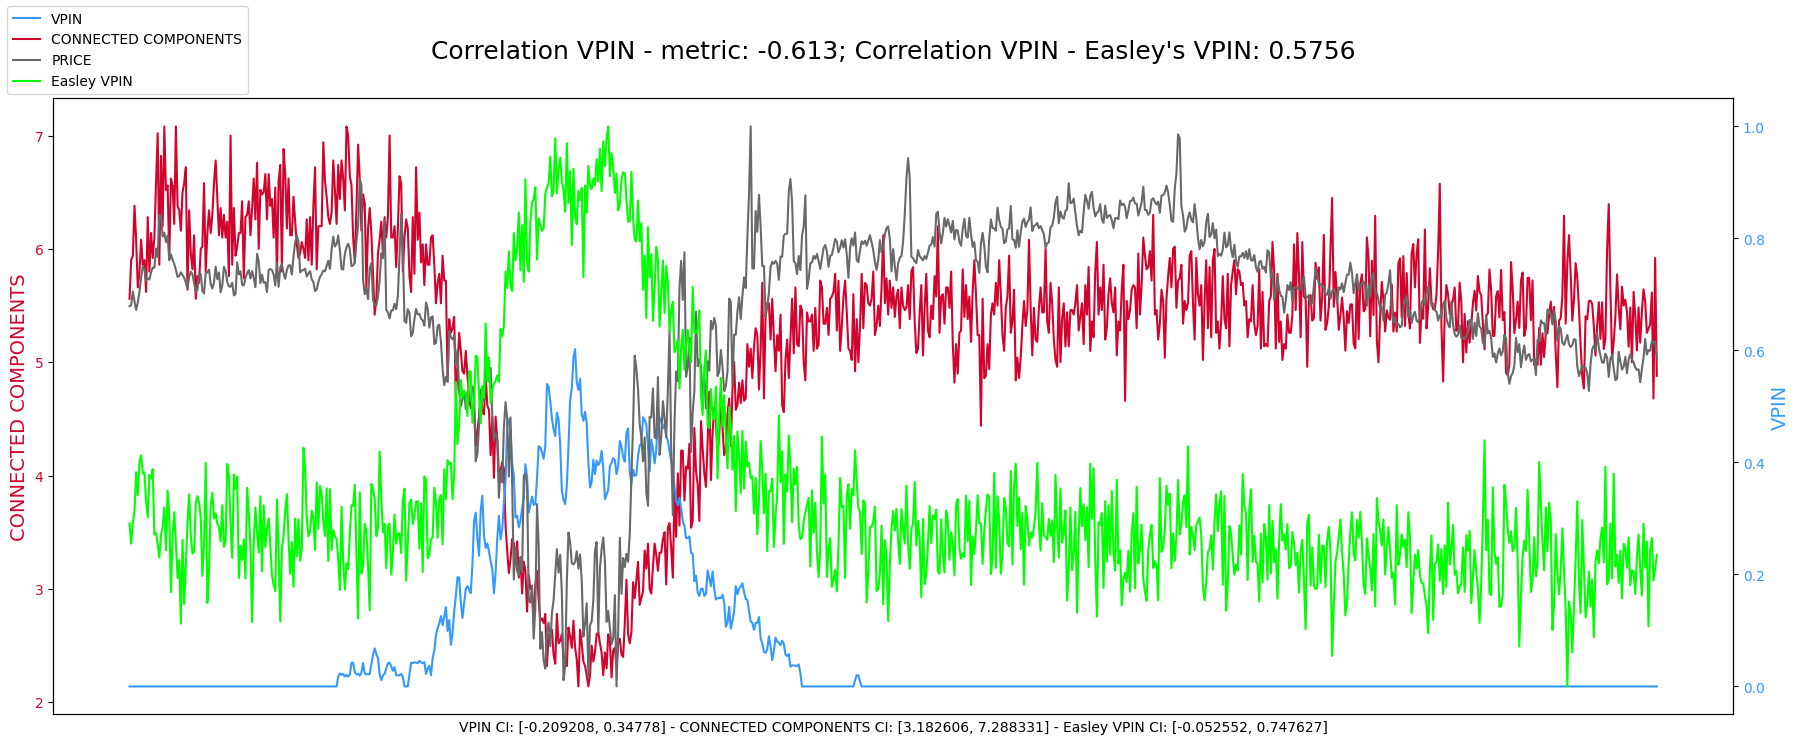 VPIN
CONNECTED COMPONENTS
PRICE
Easley VPIN
Correlation VPIN - metric: -0.613; Correlation VPIN - Easley's VPIN: 0.5756
CONNECTED COMPONENTS
7
6
5
4
3
2
1.0
0.8
0.6
0.4
0.2
0.0
VPIN
VPIN CI: [-0.209208, 0.34778] - CONNECTED COMPONENTS CI: [3.182606, 7.288331] - Easley VPIN CI: [-0.052552, 0.747627]